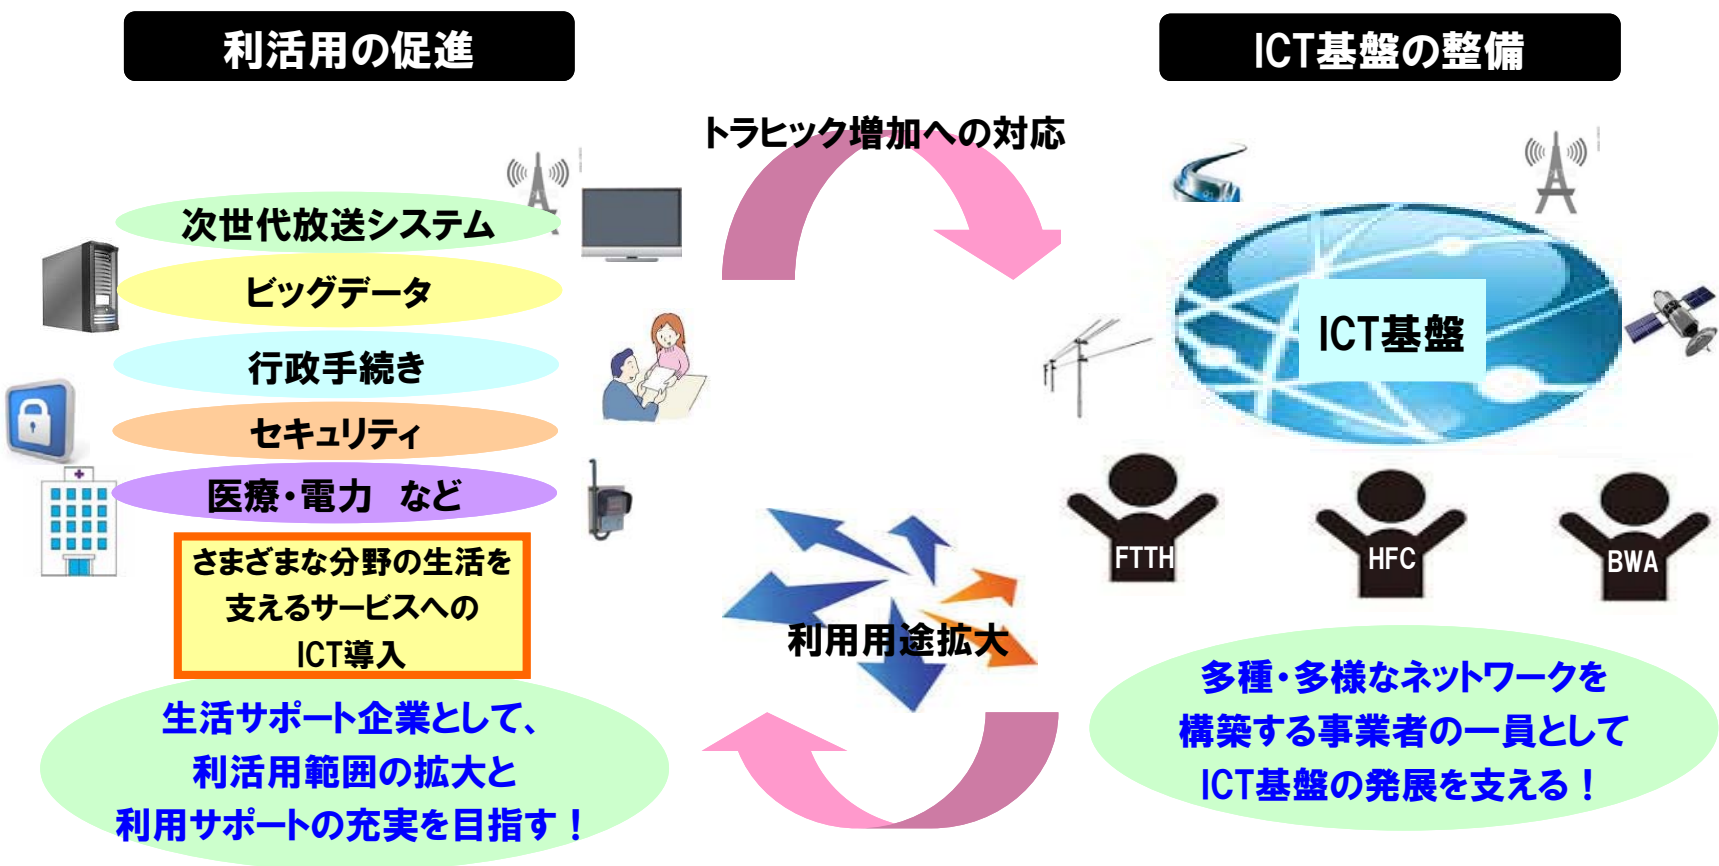 利活用の促進
ICT基盤の整備
トラヒック増加への対応
次世代放送システム
ビッグデータ
行政手続き
セキュリティ
医療・電力 など
さまざまな分野の生活を
支えるサービスへの
ICT導入
生活サポート企業として、
利活用範囲の拡大と
利用サポートの充実を目指す！
利用用途拡大
ICT基盤
FTTH
HFC
BWA
多種・多様なネットワークを
構築する事業者の一員として
ICT基盤の発展を支える！